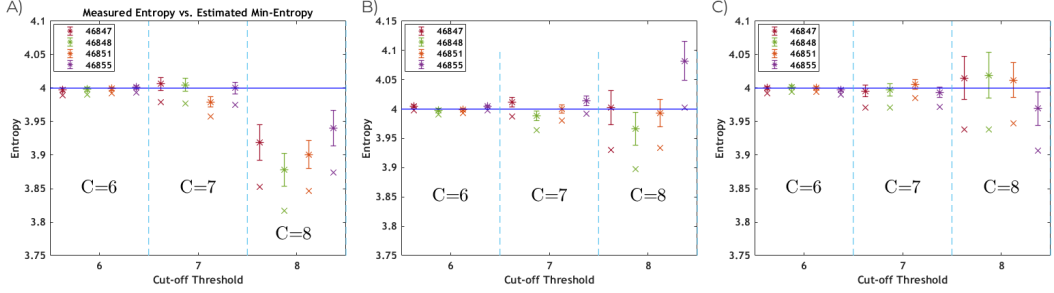 A)
Measured Entropy vs. Estimated Min-Entropy
4.1
4.05
4
3.95
3.9
3.85
3.8
3.75
Entropy
46847
46848
46851
46855
C=6
C=7
C=8
6
7
8
Cut-off Threshold
B)
4.15
4.1
4.05
4
3.95
3.9
3.85
3.8
3.75
Entropy
46847
46848
46851
46855
C=6
C=7
C=8
6
7
8
Cut-off Threshold
C)
4.1
4.05
4
3.95
3.9
3.85
3.8
3.75
Entropy
46847
46848
46851
46855
C=6
C=7
C=8
6
7
8
Cut-off Threshold